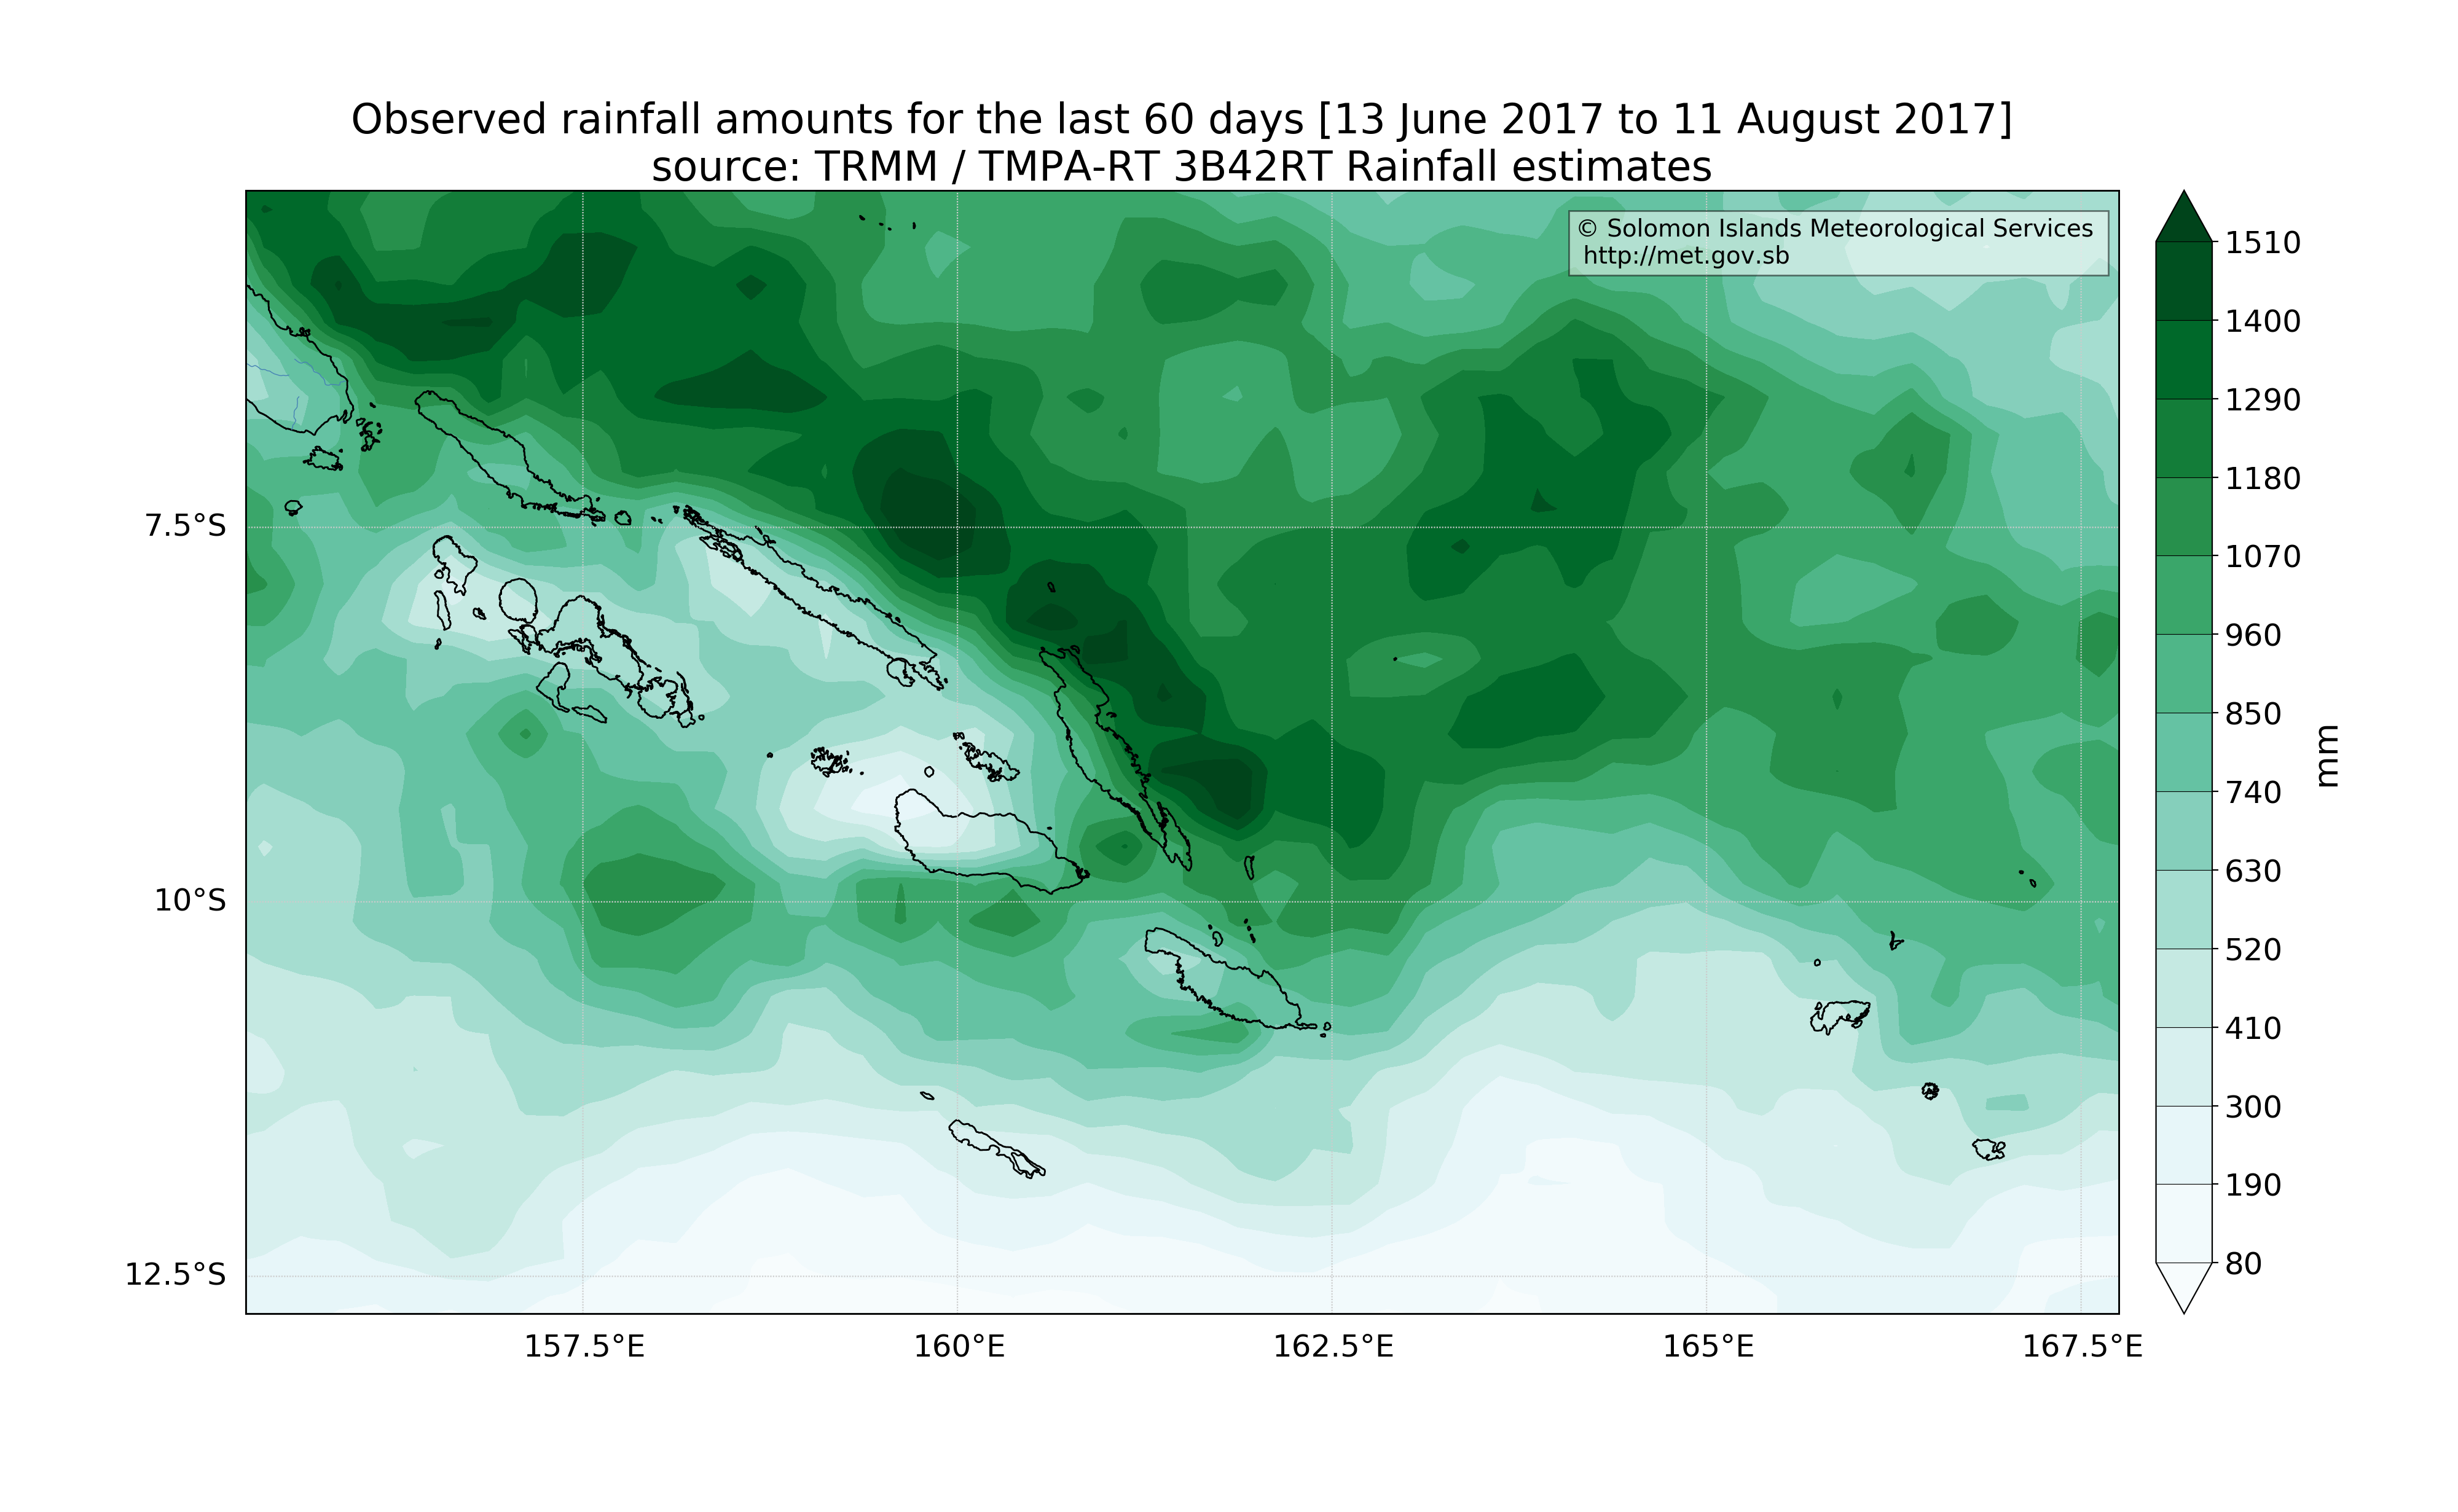 Observed rainfall amounts for the last 60 days [13 June 2017 to 11 August 2017]
source: TRMM / TMPA-RT 3B42RT Rainfall estimates
© Solomon Islands Meteorological Services
http://met.gov.sb
7.5°S
10°S
12.5°S
157.5°E
160°E
162.5°E
165°E
167.5°E
1510
1400
1290
1180
1070
960
850
740
630
520
410
300
190
80
mm